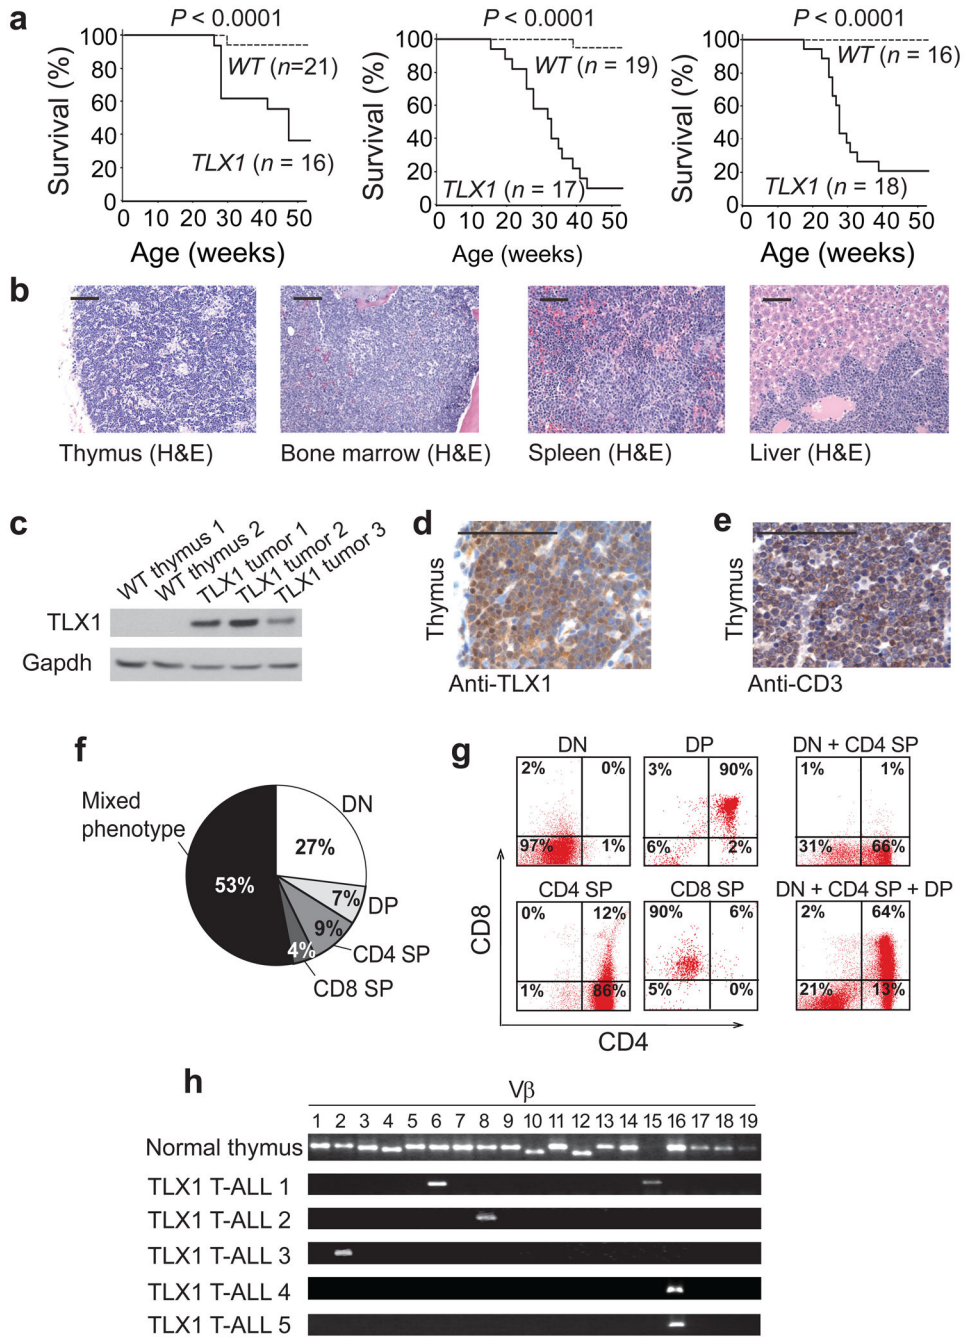 a
P < 0.0001
P < 0.0001
P < 0.0001
Survival (%)
100
80
60
40
20
0
WT (n=21)
TLX1 (n = 16)
0 10 20 30 40 50
Age (weeks)
Survival (%)
100
80
60
40
20
0
WT (n = 19)
TLX1 (n = 17)
0 10 20 30 40 50
Age (weeks)
Survival (%)
100
80
60
40
20
0
WT (n = 16)
TLX1 (n = 18)
0 10 20 30 40 50
Age (weeks)
b
Thymus (H&E)
Bone marrow (H&E)
Spleen (H&E)
Liver (H&E)
c
WT thymus 1
WT thymus 2
TLX1 tumor 1
TLX1 tumor 2
TLX1 tumor 3
TLX1
Gapdh
d
Thymus
Anti-TLX1
e
Thymus
Anti-CD3
f
Mixed
phenotype
53%
DN
27%
7%
DP
9%
CD4 SP
4%
CD8 SP
g
DN
2% 0%
97% 1%
DP
3% 90%
6% 2%
DN + CD4 SP
1% 1%
31% 66%
CD4 SP
0% 12%
1% 86%
CD8 SP
90% 6%
5% 0%
DN + CD4 SP + DP
2% 64%
21% 13%
CD8
CD4
h
Vβ
1 2 3 4 5 6 7 8 9 10 11 12 13 14 15 16 17 18 19
Normal thymus
TLX1 T-ALL 1
TLX1 T-ALL 2
TLX1 T-ALL 3
TLX1 T-ALL 4
TLX1 T-ALL 5